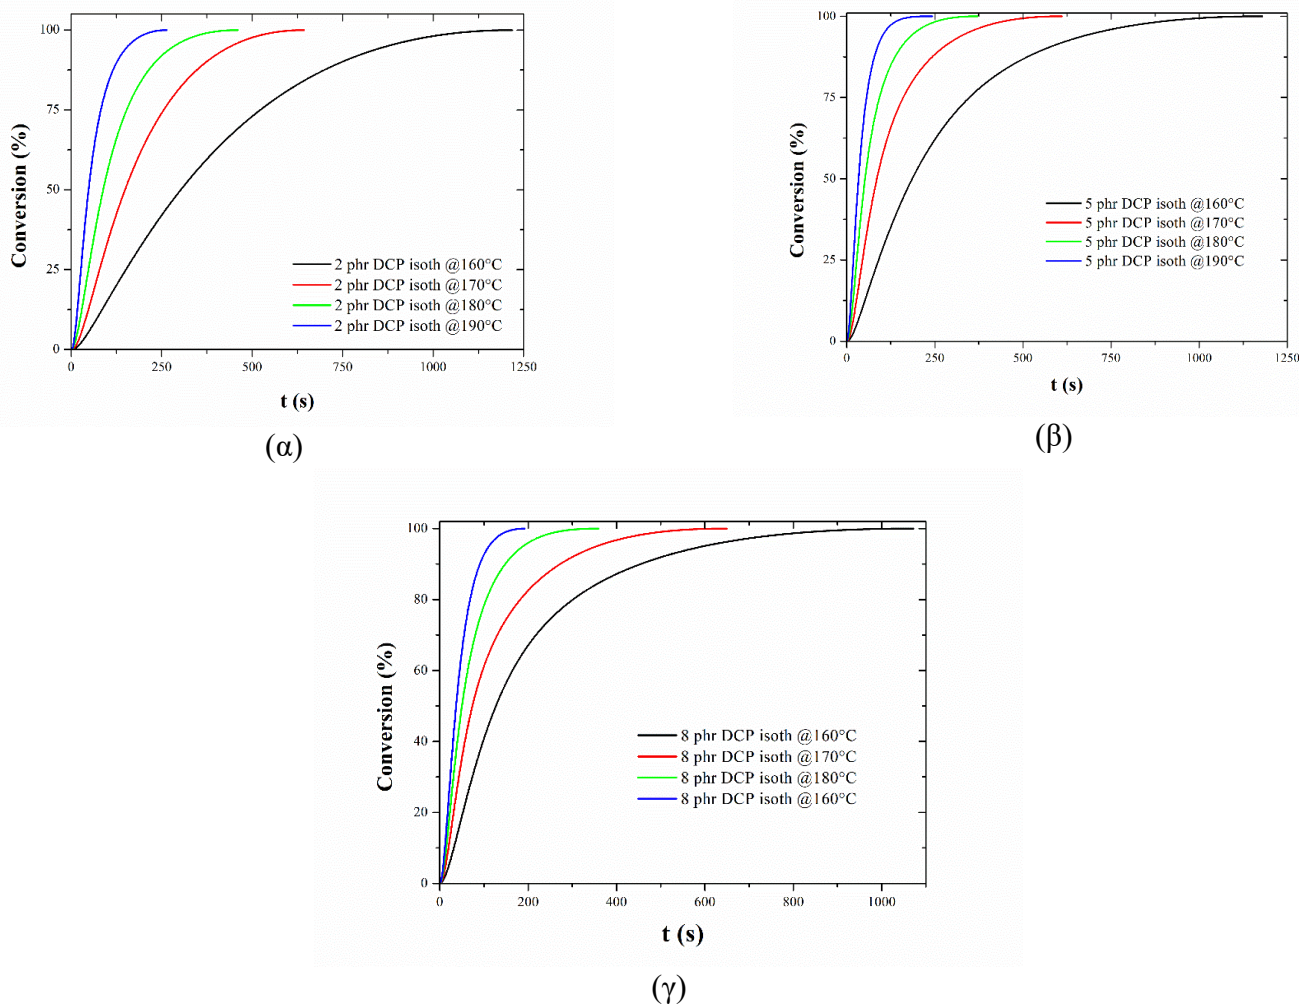 100
75
50
25
0
Conversion (%)
2 phr DCP isoth @160°C
2 phr DCP isoth @170°C
2 phr DCP isoth @180°C
2 phr DCP isoth @190°C
0 250 500 750 1000 1250
t (s)
(α)
100
75
50
25
0
Conversion (%)
5 phr DCP isoth @160°C
5 phr DCP isoth @170°C
5 phr DCP isoth @180°C
5 phr DCP isoth @190°C
0 250 500 750 1000 1250
t (s)
(β)
100
80
60
40
20
0
Conversion (%)
8 phr DCP isoth @160°C
8 phr DCP isoth @170°C
8 phr DCP isoth @180°C
8 phr DCP isoth @160°C
0 200 400 600 800 1000
t (s)
(γ)